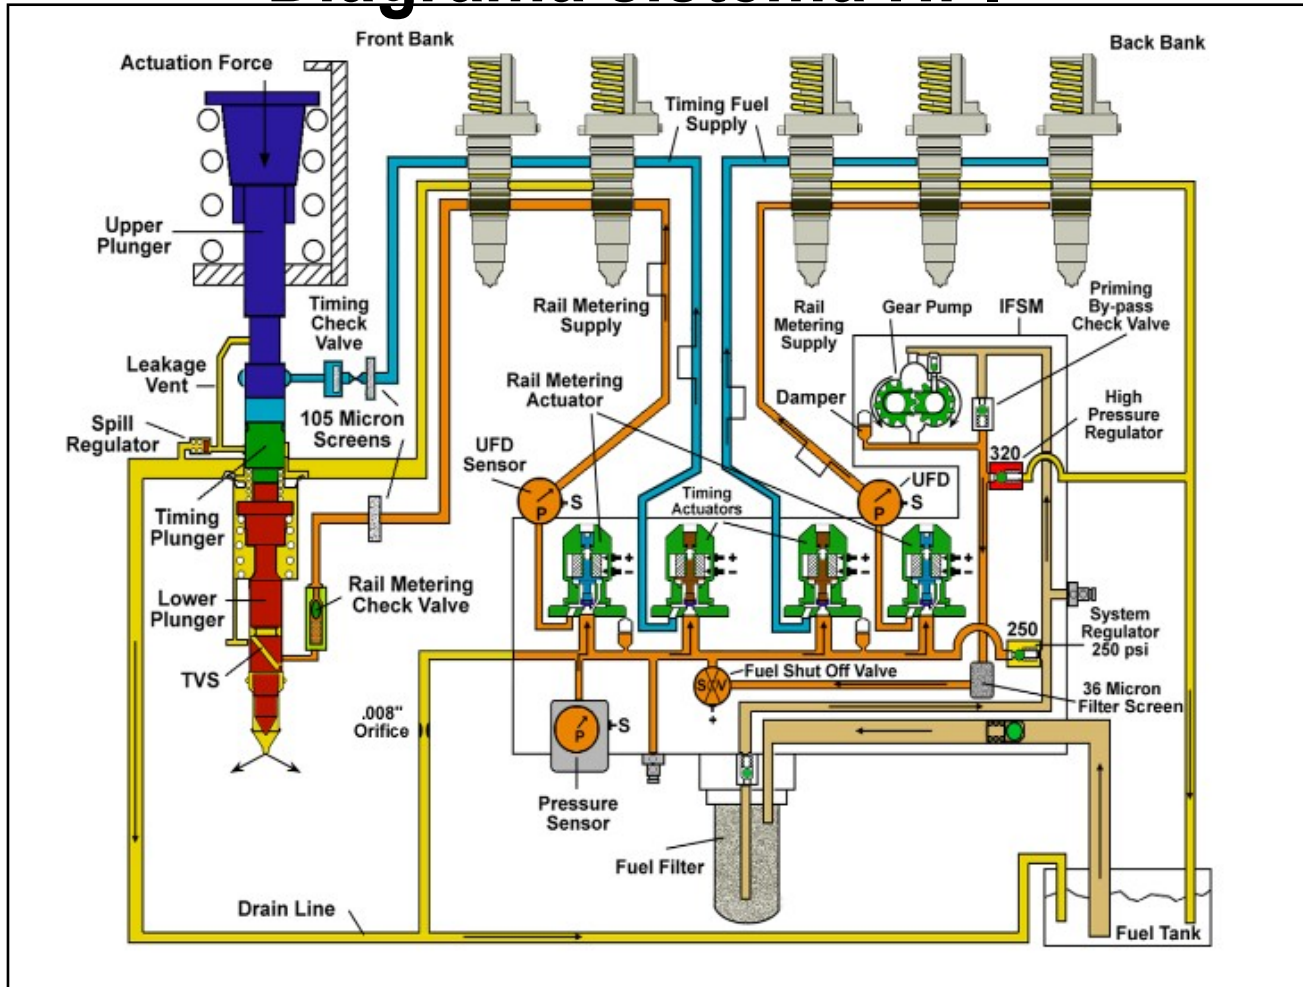 Diagrama sistema HPI
Actuation Force
Front Bank
Back Bank
Timing Fuel
Supply
Upper
Plunger
Timing
Check
Valve
Rail Metering
Supply
Rail
Metering
Supply
Gear Pump
IFSM
Priming
By-pass
Check Valve
Leakage
Vent
Rail Metering
Actuator
Damper
High
Pressure
Regulator
Spill
Regulator
105 Micron
Screens
UFD
Sensor
320
UFD
S
P
S
P
Timing
Actuators
Timing
Plunger
+
–
+
–
+
–
+
–
Rail Metering
Check Valve
Lower
Plunger
TVS
250
System
Regulator
250 psi
Fuel Shut Off Valve
S V
+
36 Micron
Filter Screen
.008"
Orifice
S
P
Pressure
Sensor
Fuel Filter
Drain Line
Fuel Tank